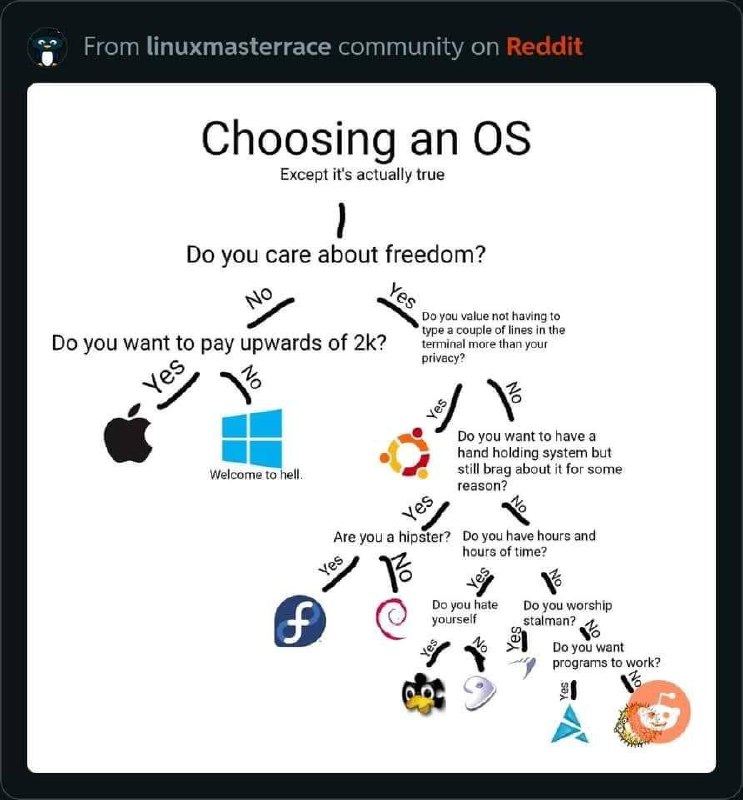 From linuxmasterrace community on Reddit
Choosing an OS
Except it's actually true
Do you care about freedom?
No
Yes
Do you want to pay upwards of 2k?
Do you value not having to
type a couple of lines in the
terminal more than your
privacy?
Yes
No
Yes
No
Welcome to hell.
Do you want to have a
hand holding system but
still brag about it for some
reason?
Yes
No
Are you a hipster?
Do you have hours and
hours of time?
Yes
No
Yes
No
Do you hate
yourself
Do you worship
stalman?
Yes
No
Yes
No
Do you want
programs to work?
Yes
No